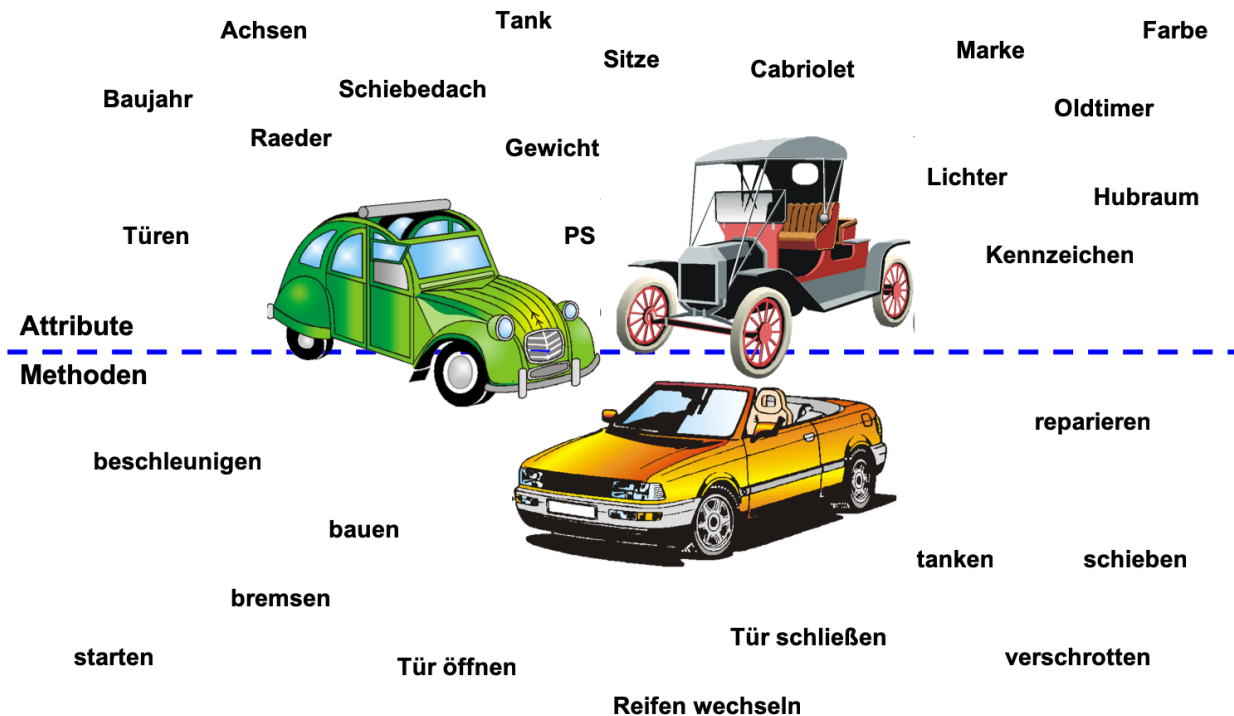 Achsen
Tank
Farbe
Marke
Sitze
Cabriolet
Schiebedach
Baujahr
Oldtimer
Raeder
Gewicht
Lichter
Hubraum
Türen
PS
Kennzeichen
Attribute
Methoden
reparieren
beschleunigen
bauen
tanken
schieben
bremsen
Tür schließen
starten
Tür öffnen
verschrotten
Reifen wechseln